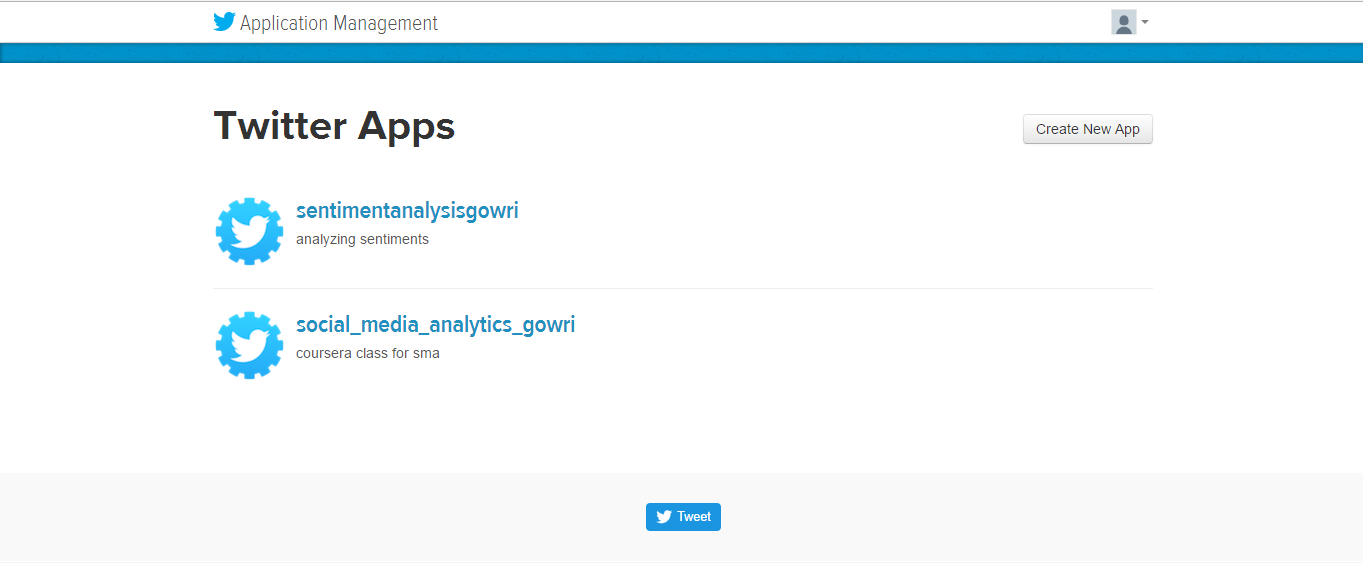 Application Management
Twitter Apps
Create New App
sentimentanalysisgowri
analyzing sentiments
social_media_analytics_gowri
coursera class for sma
Tweet